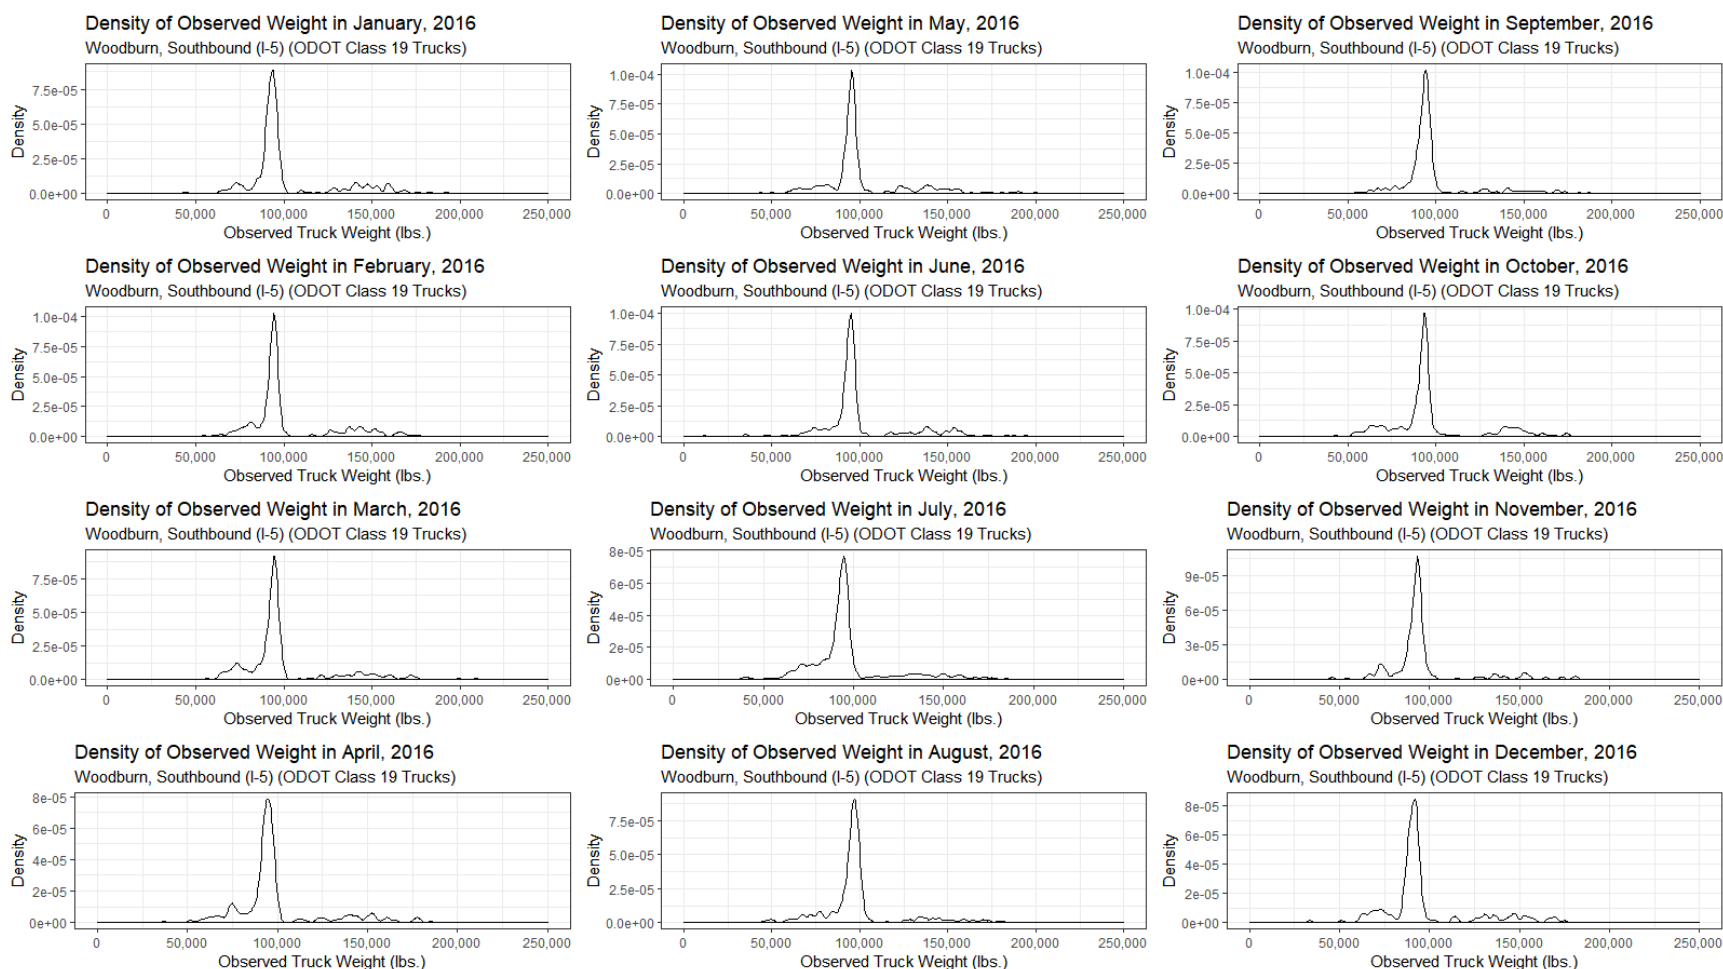 Density of Observed Weight in January, 2016
Woodburn, Southbound (I-5) (ODOT Class 19 Trucks)
Density
7.5e-05
5.0e-05
2.5e-05
0.0e+00
0 50,000 100,000 150,000 200,000 250,000
Observed Truck Weight (lbs.)
Density of Observed Weight in May, 2016
Woodburn, Southbound (I-5) (ODOT Class 19 Trucks)
Density
1.0e-04
7.5e-05
5.0e-05
2.5e-05
0.0e+00
0 50,000 100,000 150,000 200,000 250,000
Observed Truck Weight (lbs.)
Density of Observed Weight in September, 2016
Woodburn, Southbound (I-5) (ODOT Class 19 Trucks)
Density
1.0e-04
7.5e-05
5.0e-05
2.5e-05
0.0e+00
0 50,000 100,000 150,000 200,000 250,000
Observed Truck Weight (lbs.)
Density of Observed Weight in February, 2016
Woodburn, Southbound (I-5) (ODOT Class 19 Trucks)
Density
1.0e-04
7.5e-05
5.0e-05
2.5e-05
0.0e+00
0 50,000 100,000 150,000 200,000 250,000
Observed Truck Weight (lbs.)
Density of Observed Weight in June, 2016
Woodburn, Southbound (I-5) (ODOT Class 19 Trucks)
Density
1.0e-04
7.5e-05
5.0e-05
2.5e-05
0.0e+00
0 50,000 100,000 150,000 200,000 250,000
Observed Truck Weight (lbs.)
Density of Observed Weight in October, 2016
Woodburn, Southbound (I-5) (ODOT Class 19 Trucks)
Density
1.0e-04
7.5e-05
5.0e-05
2.5e-05
0.0e+00
0 50,000 100,000 150,000 200,000 250,000
Observed Truck Weight (lbs.)
Density of Observed Weight in March, 2016
Woodburn, Southbound (I-5) (ODOT Class 19 Trucks)
Density
7.5e-05
5.0e-05
2.5e-05
0.0e+00
0 50,000 100,000 150,000 200,000 250,000
Observed Truck Weight (lbs.)
Density of Observed Weight in July, 2016
Woodburn, Southbound (I-5) (ODOT Class 19 Trucks)
Density
8e-05
6e-05
4e-05
2e-05
0e+00
0 50,000 100,000 150,000 200,000 250,000
Observed Truck Weight (lbs.)
Density of Observed Weight in November, 2016
Woodburn, Southbound (I-5) (ODOT Class 19 Trucks)
Density
9e-05
6e-05
3e-05
0e+00
0 50,000 100,000 150,000 200,000 250,000
Observed Truck Weight (lbs.)
Density of Observed Weight in April, 2016
Woodburn, Southbound (I-5) (ODOT Class 19 Trucks)
Density
8e-05
6e-05
4e-05
2e-05
0e+00
0 50,000 100,000 150,000 200,000 250,000
Observed Truck Weight (lbs.)
Density of Observed Weight in August, 2016
Woodburn, Southbound (I-5) (ODOT Class 19 Trucks)
Density
7.5e-05
5.0e-05
2.5e-05
0.0e+00
0 50,000 100,000 150,000 200,000 250,000
Observed Truck Weight (lbs.)
Density of Observed Weight in December, 2016
Woodburn, Southbound (I-5) (ODOT Class 19 Trucks)
Density
8e-05
6e-05
4e-05
2e-05
0e+00
0 50,000 100,000 150,000 200,000 250,000
Observed Truck Weight (lbs.)